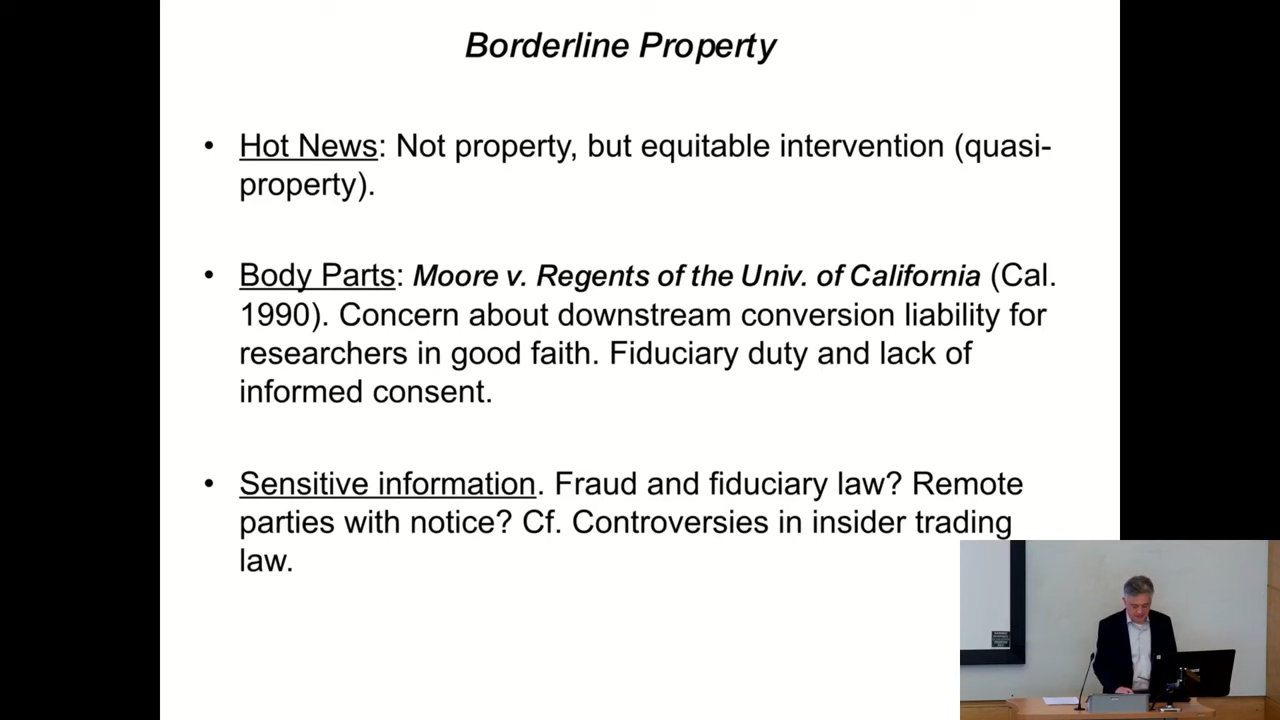 Borderline Property
• Hot News: Not property, but equitable intervention (quasi-
property).
• Body Parts: Moore v. Regents of the Univ. of California (Cal.
1990). Concern about downstream conversion liability for
researchers in good faith. Fiduciary duty and lack of
informed consent.
• Sensitive information. Fraud and fiduciary law? Remote
parties with notice? Cf. Controversies in insider trading
law.